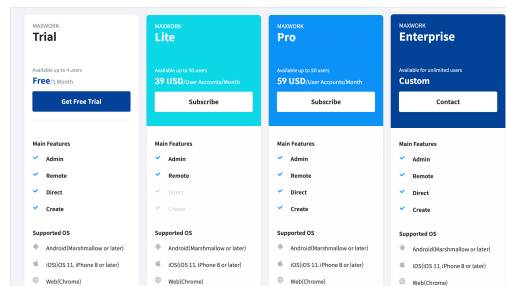 MAXWORK
Trial
Available up to 4 users
Free/1 Month
Get Free Trial
Main Features
Admin
Remote
Direct
Create
Supported OS
Android(Marshmallow or later)
iOS(iOS 11, iPhone 8 or later)
Web(Chrome)
MAXWORK
Lite
Available up to 50 users
39 USD/User Accounts/Month
Subscribe
Main Features
Admin
Remote
Direct
Create
Supported OS
Android(Marshmallow or later)
iOS(iOS 11, iPhone 8 or later)
Web(Chrome)
MAXWORK
Pro
Available up to 50 users
59 USD/User Accounts/Month
Subscribe
Main Features
Admin
Remote
Direct
Create
Supported OS
Android(Marshmallow or later)
iOS(iOS 11, iPhone 8 or later)
Web(Chrome)
MAXWORK
Enterprise
Available for unlimited users
Custom
Contact
Main Features
Admin
Remote
Direct
Create
Supported OS
Android(Marshmallow or later)
iOS(iOS 11, iPhone 8 or later)
Web(Chrome)